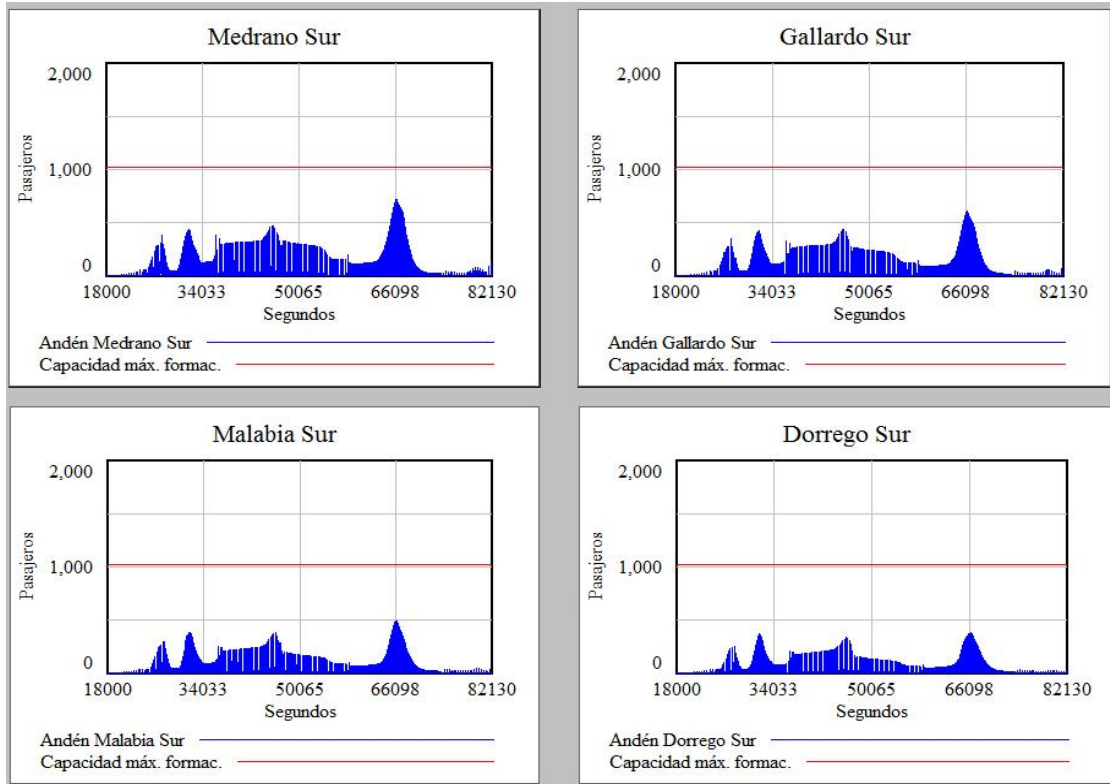 Medrano Sur
2,000
1,000
0
Pasajeros
18000 34033 50065 66098 82130
Segundos
Andén Medrano Sur
Capacidad máx. formac.
Gallardo Sur
2,000
1,000
0
Pasajeros
18000 34033 50065 66098 82130
Segundos
Andén Gallardo Sur
Capacidad máx. formac.
Malabia Sur
2,000
1,000
0
Pasajeros
18000 34033 50065 66098 82130
Segundos
Andén Malabia Sur
Capacidad máx. formac.
Dorrego Sur
2,000
1,000
0
Pasajeros
18000 34033 50065 66098 82130
Segundos
Andén Dorrego Sur
Capacidad máx. formac.